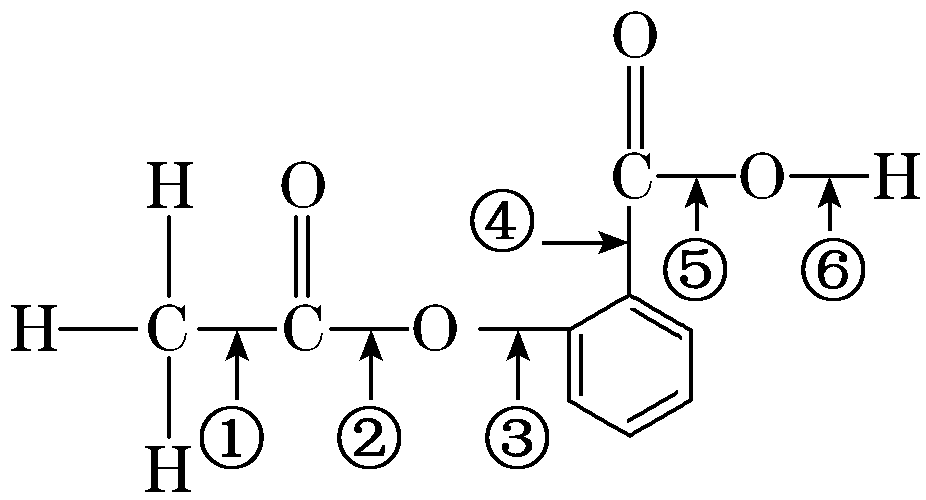 O
C O H
④
⑤ ⑥
H O
H C C O
① ② ③
H